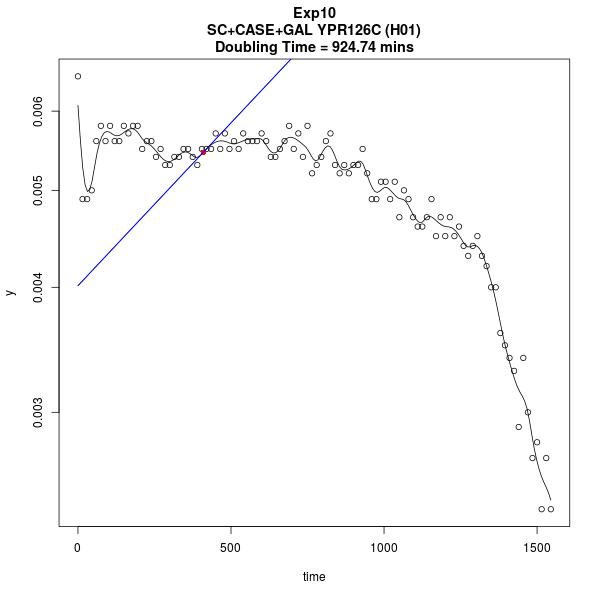 Exp10
SC+CASE+GAL YPR126C (H01)
Doubling Time = 924.74 mins
0.006
0.005
0.004
0.003
y
0
500
1000
1500
time